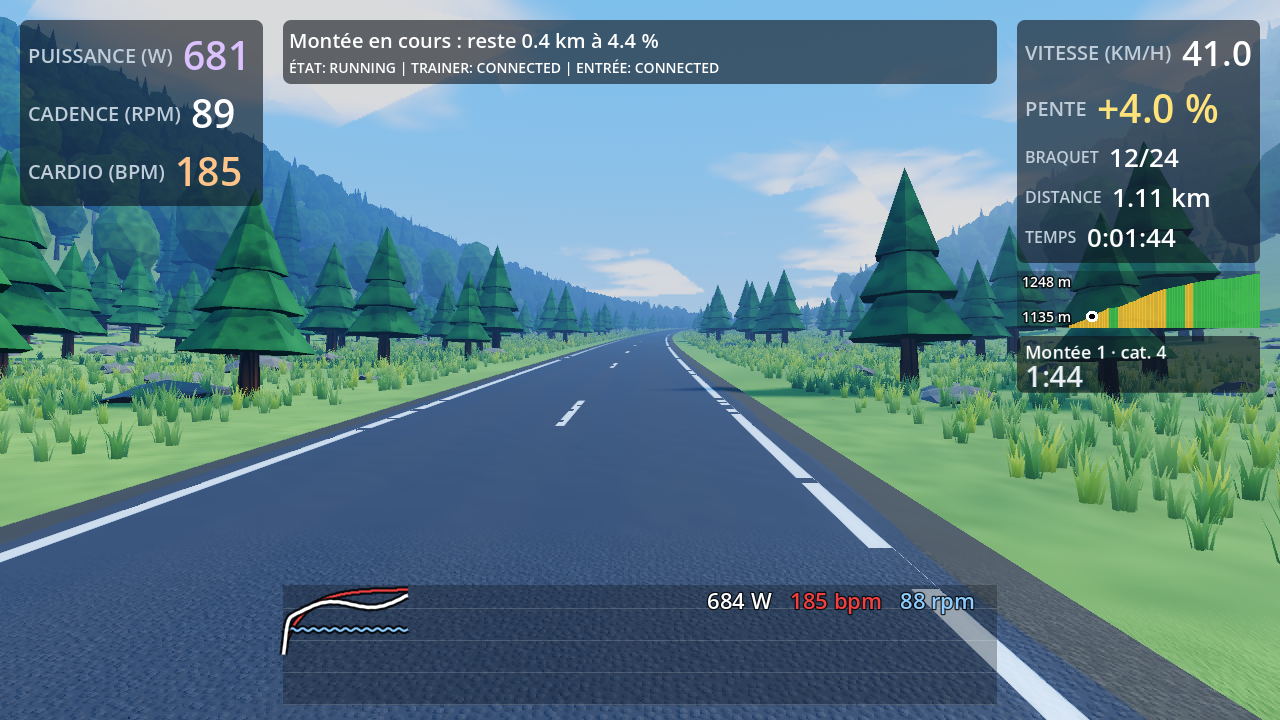 PUISSANCE (W) 681
CADENCE (RPM) 89
CARDIO (BPM) 185
Montée en cours : reste 0.4 km à 4.4 %
ÉTAT: RUNNING | TRAINER: CONNECTED | ENTRÉE: CONNECTED
VITESSE (KM/H) 41.0
PENTE +4.0 %
BRAQUET 12/24
DISTANCE 1.11 km
TEMPS 0:01:44
1248 m
1135 m
Montée 1 · cat. 4
1:44
684 W 185 bpm 88 rpm